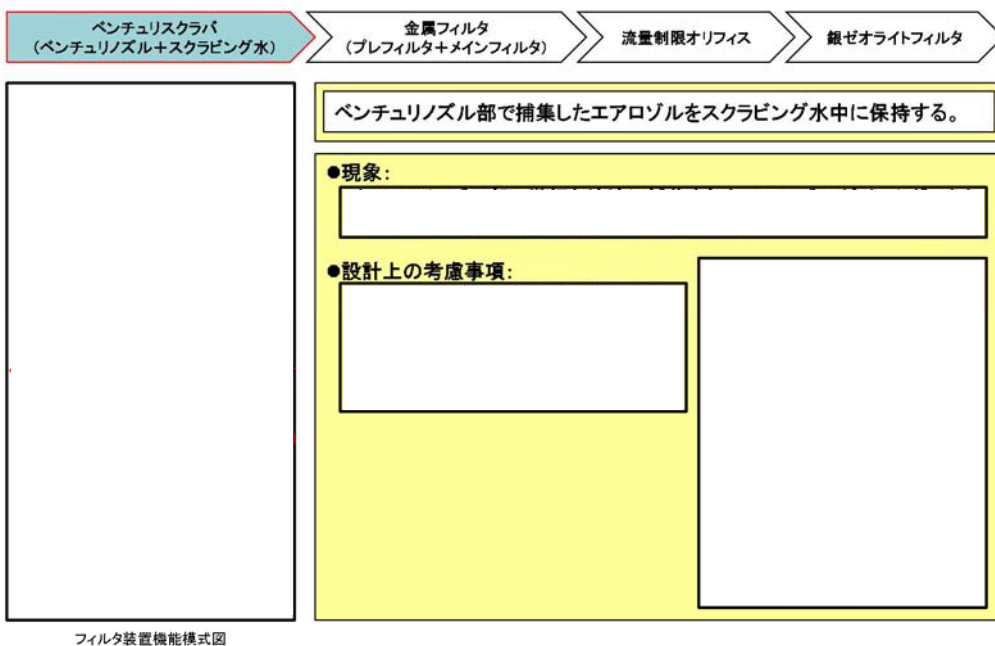 ベンチュリスクラバ
(ベンチュリノズル+スクラビング水)
金属フィルタ
(プレフィルタ+メインフィルタ)
流量制限オリフィス
銀ゼオライトフィルタ
ベンチュリノズル部で捕集したエアロゾルをスクラビング水中に保持する。
●現象:
●設計上の考慮事項:
フィルタ装置機能模式図